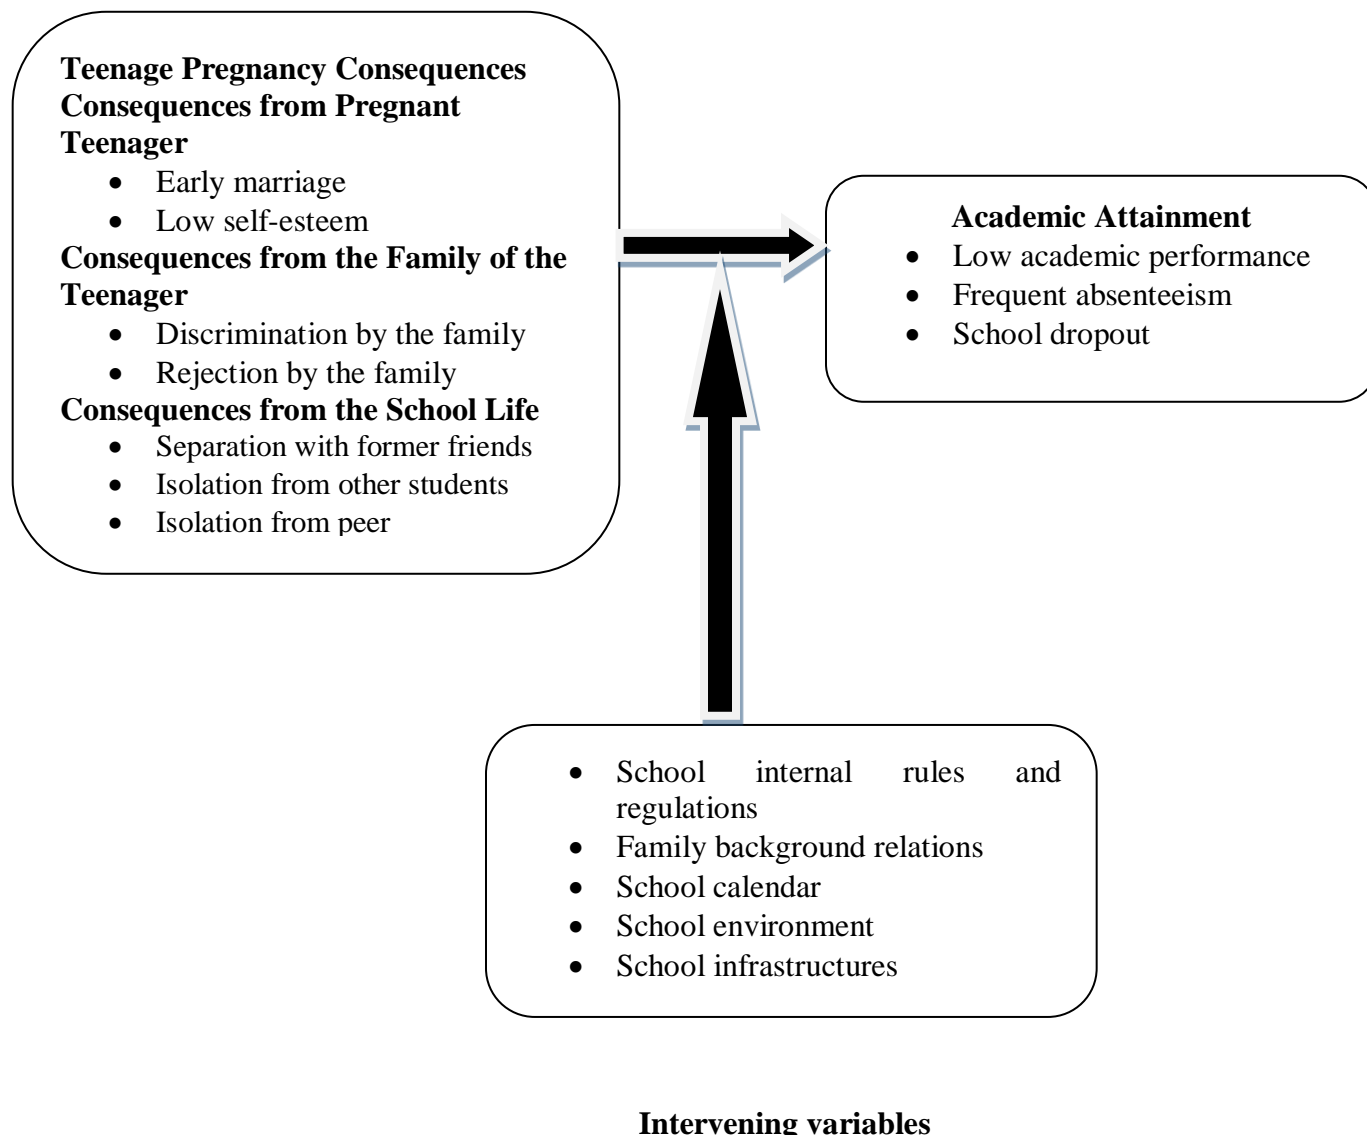 Teenage Pregnancy Consequences
Consequences from Pregnant
Teenager
• Early marriage
• Low self-esteem
Consequences from the Family of the
Teenager
• Discrimination by the family
• Rejection by the family
Consequences from the School Life
• Separation with former friends
• Isolation from other students
• Isolation from peer
Academic Attainment
• Low academic performance
• Frequent absenteeism
• School dropout
• School internal rules and
regulations
• Family background relations
• School calendar
• School environment
• School infrastructures
Intervening variables